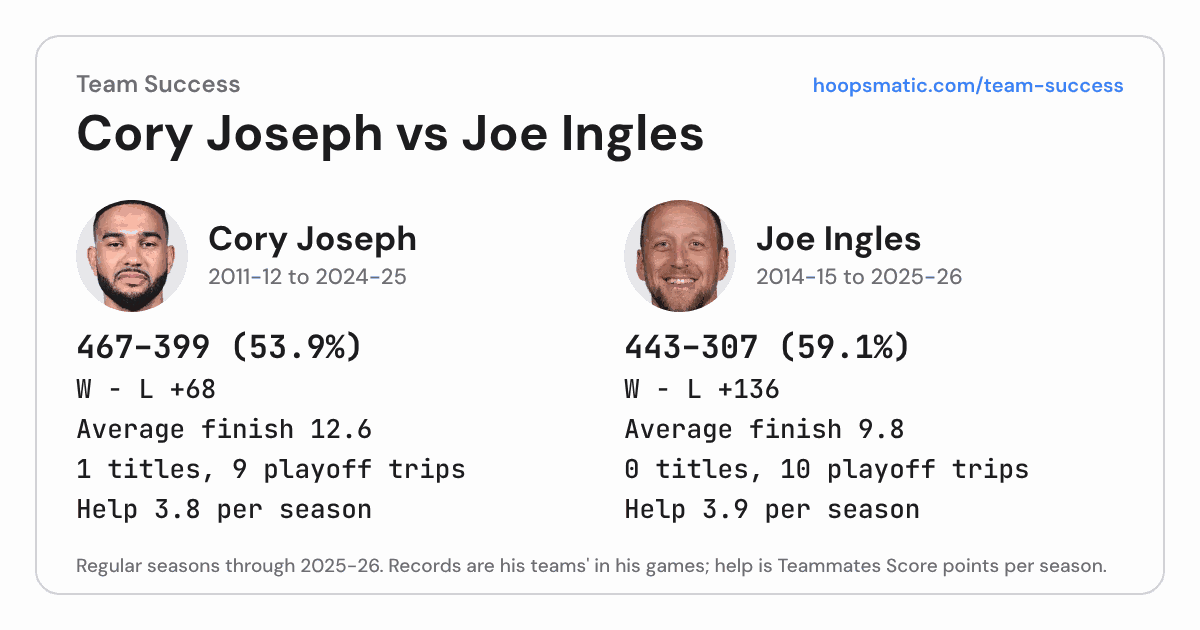 Team Success
hoopsmatic.com/team-success
Cory Joseph vs Joe Ingles
Cory Joseph
2011-12 to 2024-25
467-399 (53.9%)
W - L +68
Average finish 12.6
1 titles, 9 playoff trips
Help 3.8 per season
Joe Ingles
2014-15 to 2025-26
443-307 (59.1%)
W - L +136
Average finish 9.8
0 titles, 10 playoff trips
Help 3.9 per season
Regular seasons through 2025-26. Records are his teams' in his games; help is Teammates Score points per season.